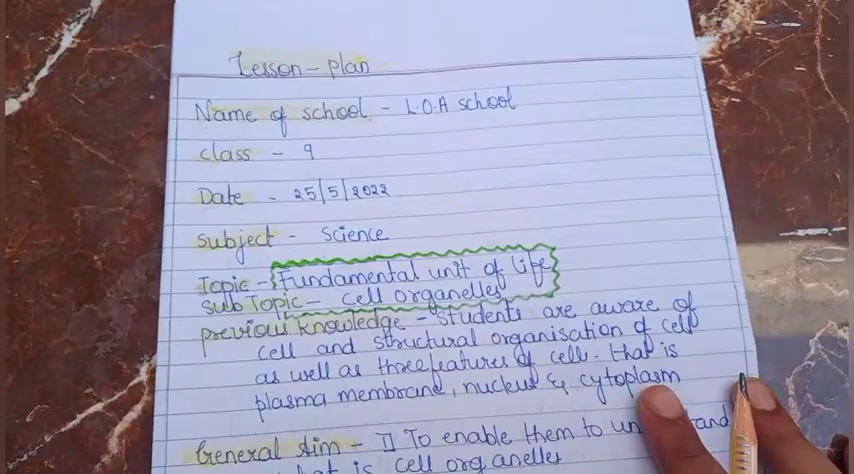 Lesson - plan
Name of school - L.O.A school
class - 9
Date - 25/5/2022
Subject - Science
Topic - Fundamental unit of life
Sub Topic - cell organelles
previous knowledge - Students are aware of
cell and structural organisation of cell
as well as three features of cell. that is
plasma membrane, nucleus & cytoplasm
General Aim - I] To enable them to un and
hat is cell organelles